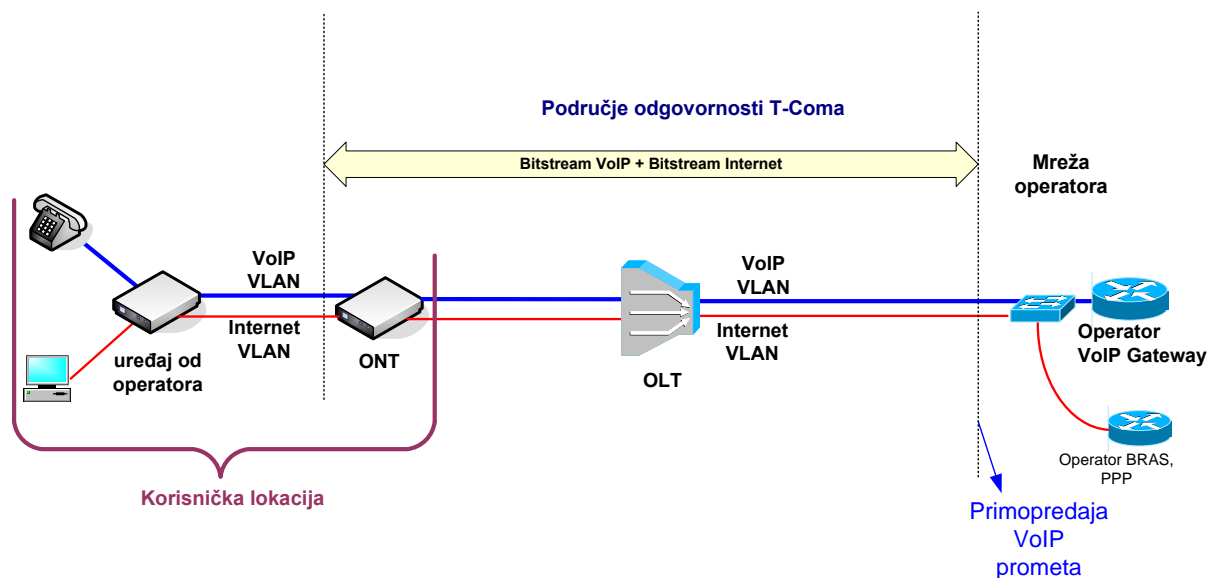 Područje odgovornosti T-Coma
Bitstream VoIP + Bitstream Internet
Mreža
operatora
VoIP
VLAN
Internet
VLAN
uređaj od
operatora
ONT
VoIP
VLAN
Internet
VLAN
OLT
Operator
VoIP Gateway
Operator BRAS,
PPP
Korisnička lokacija
Primopredaja
VoIP
prometa